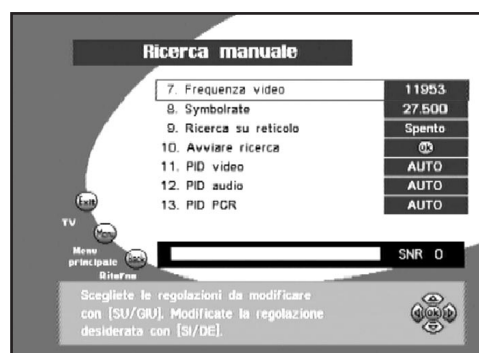 Ricerca manuale
7. Frequenza video 11953
8. Symbolrate 27.500
9. Ricerca su reticolo Spento
10. Avviare ricerca Ok
11. PID video AUTO
12. PID audio AUTO
13. PID PCR AUTO
Exit
TV
Menu
Menu
principale
Back
Ritorno
SNR 0
Scegliete le regolazioni da modificare
con [SU/GIU]. Modificate la regolazione
desiderata con [SI/DE].
ok